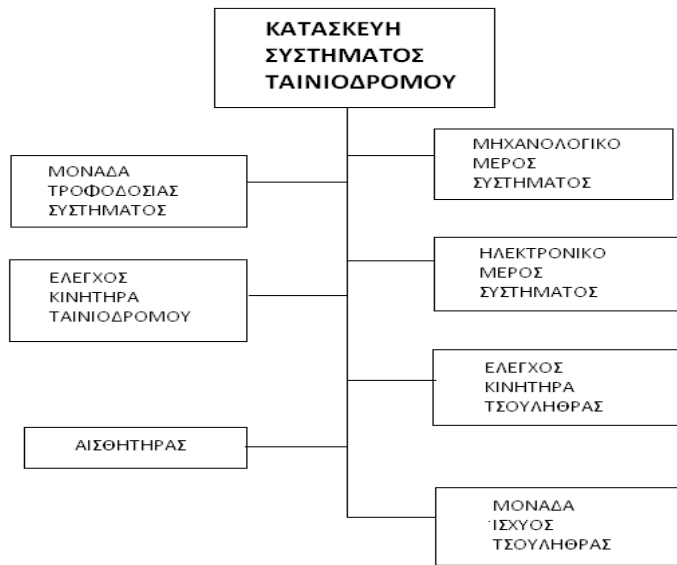 ΚΑΤΑΣΚΕΥΗ
ΣΥΣΤΗΜΑΤΟΣ
ΤΑΙΝΙΟΔΡΟΜΟΥ
ΜΟΝΑΔΑ
ΤΡΟΦΟΔΟΣΙΑΣ
ΣΥΣΤΗΜΑΤΟΣ
ΕΛΕΓΧΟΣ
ΚΙΝΗΤΗΡΑ
ΤΑΙΝΙΟΔΡΟΜΟΥ
ΑΙΣΘΗΤΗΡΑΣ
ΜΗΧΑΝΟΛΟΓΙΚΟ
ΜΕΡΟΣ
ΣΥΣΤΗΜΑΤΟΣ
ΗΛΕΚΤΡΟΝΙΚΟ
ΜΕΡΟΣ
ΣΥΣΤΗΜΑΤΟΣ
ΕΛΕΓΧΟΣ
ΚΙΝΗΤΗΡΑ
ΤΣΟΥΛΗΘΡΑΣ
ΜΟΝΑΔΑ
ΙΣΧΥΟΣ
ΤΣΟΥΛΗΘΡΑΣ